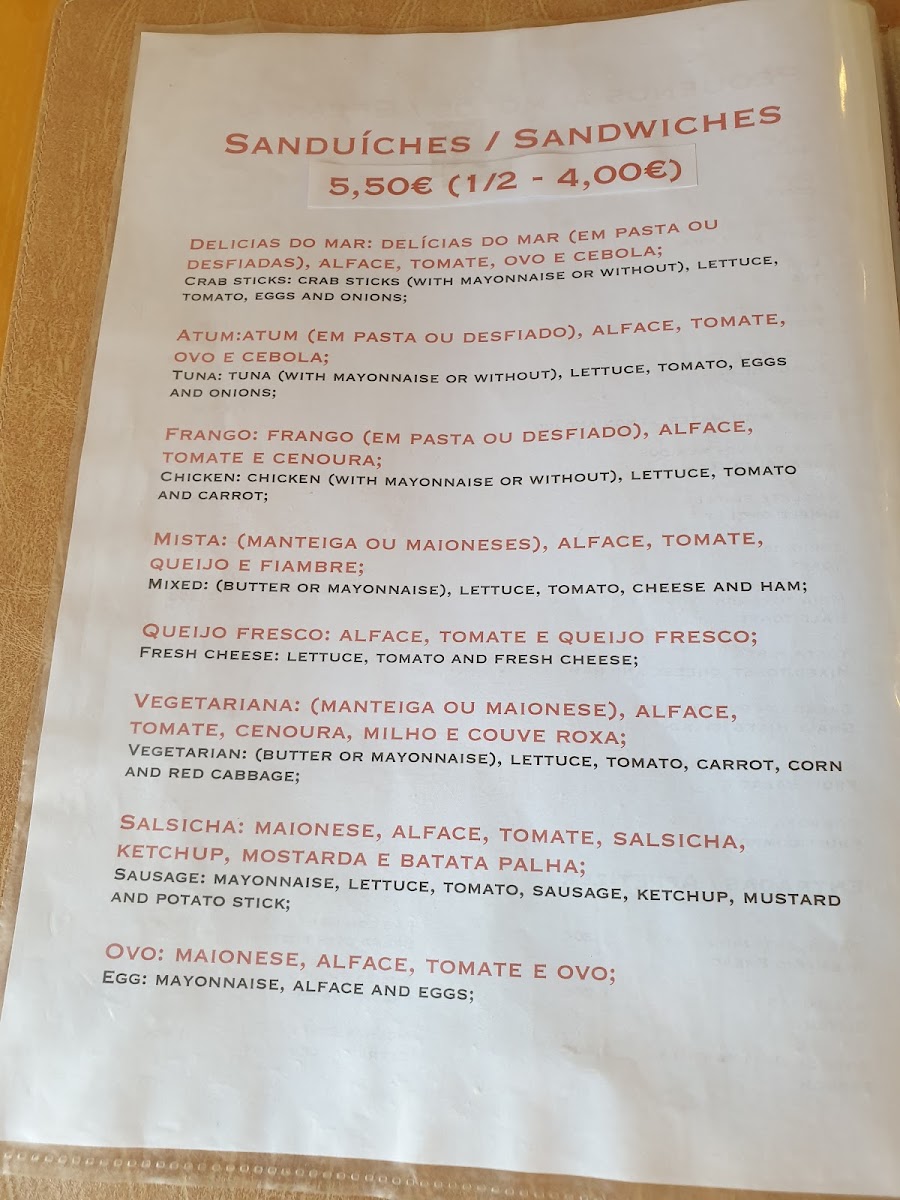 SANDUÍCHES / SANDWICHES
5,50€ (1/2 - 4,00€)
DELICIAS DO MAR: DELÍCIAS DO MAR (EM PASTA OU
DESFIADAS), ALFACE, TOMATE, OVO E CEBOLA;
CRAB STICKS: CRAB STICKS (WITH MAYONNAISE OR WITHOUT), LETTUCE,
TOMATO, EGGS AND ONIONS;
ATUM:ATUM (EM PASTA OU DESFIADO), ALFACE, TOMATE,
OVO E CEBOLA;
TUNA: TUNA (WITH MAYONNAISE OR WITHOUT), LETTUCE, TOMATO, EGGS
AND ONIONS;
FRANGO: FRANGO (EM PASTA OU DESFIADO), ALFACE,
TOMATE E CENOURA;
CHICKEN: CHICKEN (WITH MAYONNAISE OR WITHOUT), LETTUCE, TOMATO
AND CARROT;
MISTA: (MANTEIGA OU MAIONESES), ALFACE, TOMATE,
QUEIJO E FIAMBRE;
MIXED: (BUTTER OR MAYONNAISE), LETTUCE, TOMATO, CHEESE AND HAM;
QUEIJO FRESCO: ALFACE, TOMATE E QUEIJO FRESCO;
FRESH CHEESE: LETTUCE, TOMATO AND FRESH CHEESE;
VEGETARIANA: (MANTEIGA OU MAIONESE), ALFACE,
TOMATE, CENOURA, MILHO E COUVE ROXA;
VEGETARIAN: (BUTTER OR MAYONNAISE), LETTUCE, TOMATO, CARROT, CORN
AND RED CABBAGE;
SALSICHA: MAIONESE, ALFACE, TOMATE, SALSICHA,
KETCHUP, MOSTARDA E BATATA PALHA;
SAUSAGE: MAYONNAISE, LETTUCE, TOMATO, SAUSAGE, KETCHUP, MUSTARD
AND POTATO STICK;
OVO: MAIONESE, ALFACE, TOMATE E OVO;
EGG: MAYONNAISE, ALFACE AND EGGS;